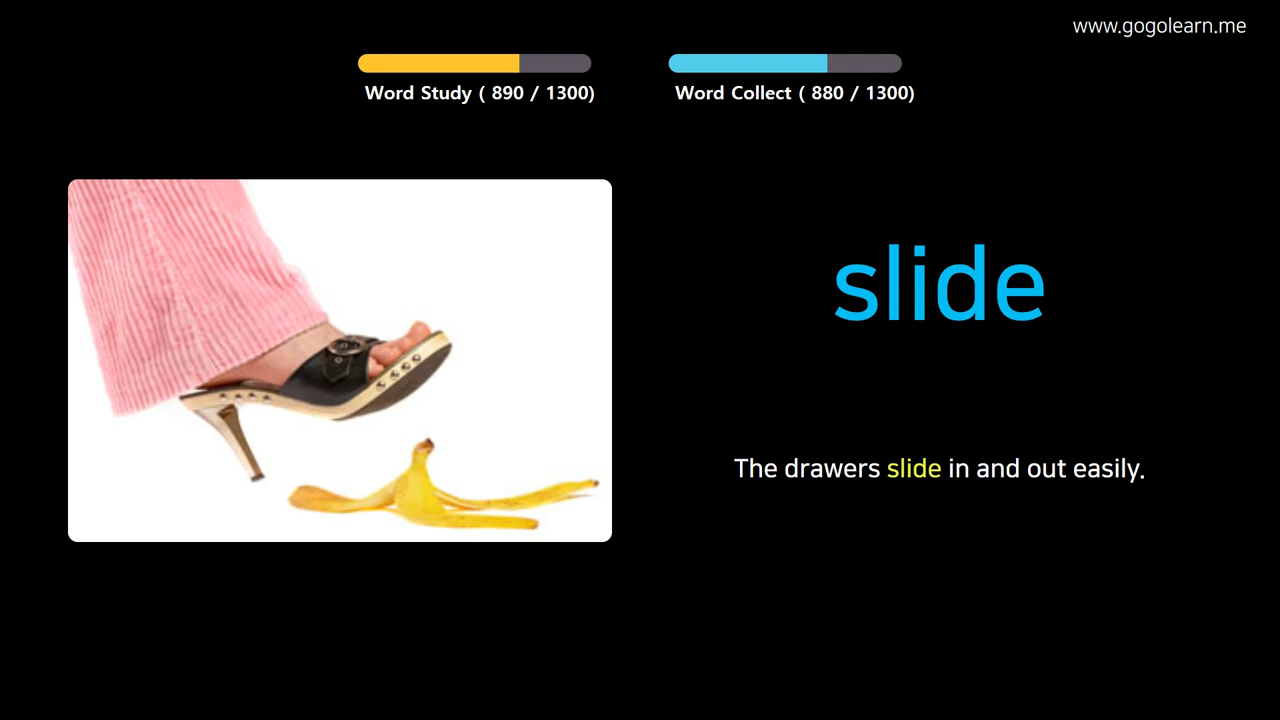 www.gogolearn.me
Word Study ( 890 / 1300)
Word Collect ( 880 / 1300)
slide
The drawers slide in and out easily.